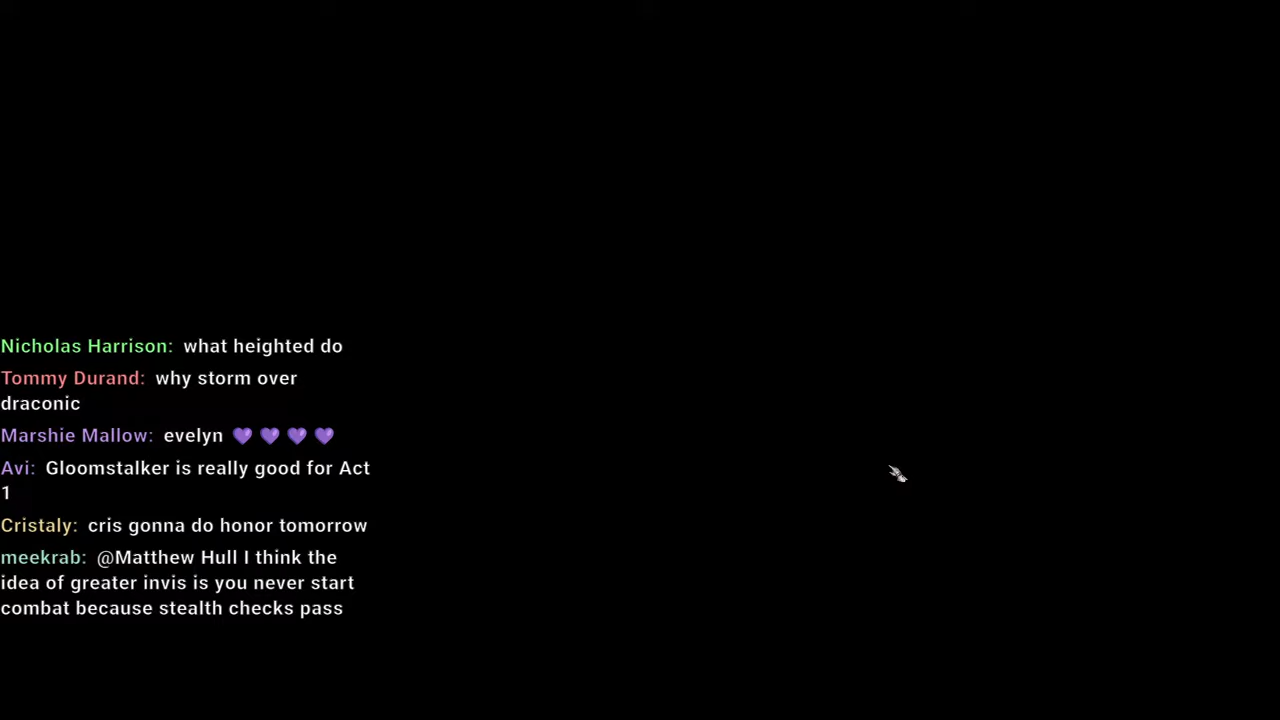 Nicholas Harrison: what heighted do
Tommy Durand: why storm over
draconic
Marshie Mallow: evelyn 💜 💜 💜 💜
Avi: Gloomstalker is really good for Act
1
Cristaly: cris gonna do honor tomorrow
meekrab: @Matthew Hull I think the
idea of greater invis is you never start
combat because stealth checks pass